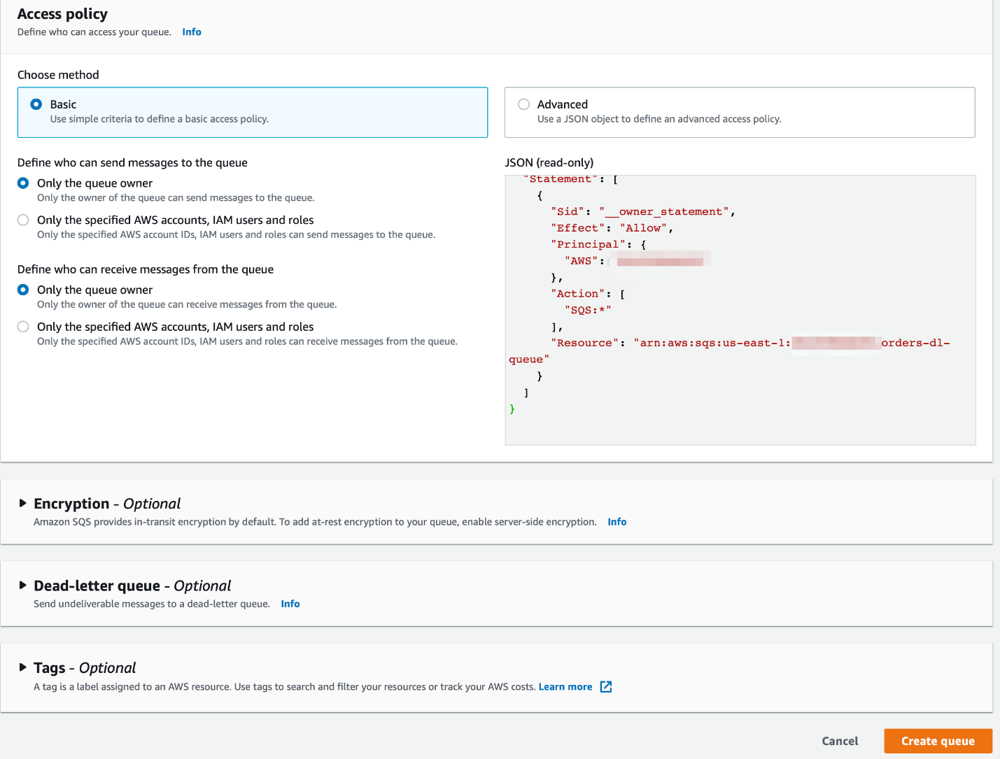 Access policy
Define who can access your queue. Info
Choose method
Basic
Use simple criteria to define a basic access policy.
Advanced
Use a JSON object to define an advanced access policy.
Define who can send messages to the queue
Only the queue owner
Only the owner of the queue can send messages to the queue.
Only the specified AWS accounts, IAM users and roles
Only the specified AWS account IDs, IAM users and roles can send messages to the queue.
Define who can receive messages from the queue
Only the queue owner
Only the owner of the queue can receive messages from the queue.
Only the specified AWS accounts, IAM users and roles
Only the specified AWS account IDs, IAM users and roles can receive messages from the queue.
JSON (read-only)
"Statement": [
{
"Sid": "__owner_statement",
"Effect": "Allow",
"Principal": {
"AWS":
},
"Action": [
"SQS:*"
],
"Resource": "arn:aws:sqs:us-east-1: orders-dl-
queue"
}
]
}
Encryption - Optional
Amazon SQS provides in-transit encryption by default. To add at-rest encryption to your queue, enable server-side encryption. Info
Dead-letter queue - Optional
Send undeliverable messages to a dead-letter queue. Info
Tags - Optional
A tag is a label assigned to an AWS resource. Use tags to search and filter your resources or track your AWS costs. Learn more
Cancel
Create queue